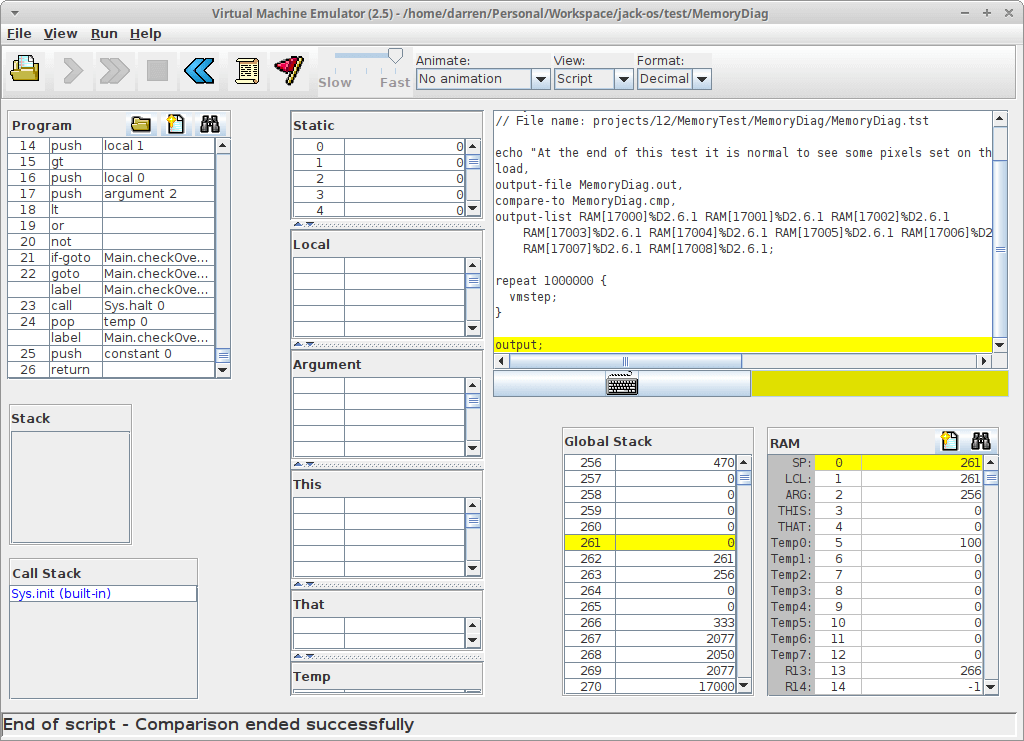 Virtual Machine Emulator (2.5) - /home/darren/Personal/Workspace/jack-os/test/MemoryDiag
File View Run Help
Slow Fast
Animate: View: Format:
No animation Script Decimal
Program
14 push local 1
15 gt
16 push local 0
17 push argument 2
18 lt
19 or
20 not
21 if-goto Main.checkOve...
22 goto Main.checkOve...
label Main.checkOve...
23 call Sys.halt 0
24 pop temp 0
label Main.checkOve...
25 push constant 0
26 return
Stack
Call Stack
Sys.init (built-in)
Static
0 0
1 0
2 0
3 0
4 0
Local
Argument
This
That
Temp
// File name: projects/12/MemoryTest/MemoryDiag/MemoryDiag.tst
echo "At the end of this test it is normal to see some pixels set on th
load,
output-file MemoryDiag.out,
compare-to MemoryDiag.cmp,
output-list RAM[17000]%D2.6.1 RAM[17001]%D2.6.1 RAM[17002]%D2.6.1
RAM[17003]%D2.6.1 RAM[17004]%D2.6.1 RAM[17005]%D2.6.1 RAM[17006]%D2
RAM[17007]%D2.6.1 RAM[17008]%D2.6.1;
repeat 1000000 {
vmstep;
}
output;
Global Stack
256 470
257 0
258 0
259 0
260 0
261 0
262 261
263 256
264 0
265 0
266 333
267 2077
268 2050
269 2077
270 17000
RAM
SP: 0 261
LCL: 1 261
ARG: 2 256
THIS: 3 0
THAT: 4 0
Temp0: 5 100
Temp1: 6 0
Temp2: 7 0
Temp3: 8 0
Temp4: 9 0
Temp5: 10 0
Temp6: 11 0
Temp7: 12 0
R13: 13 266
R14: 14 -1
End of script - Comparison ended successfully